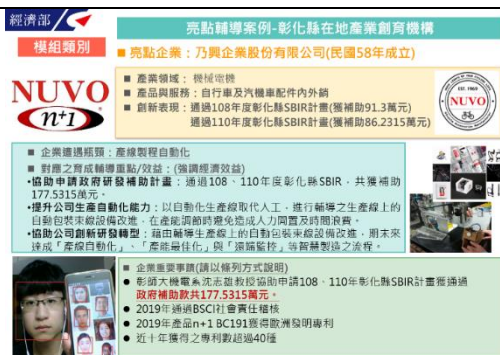 經濟部
模組類別
亮點輔導案例-彰化縣在地產業創育機構
■ 亮點企業：乃興企業股份有限公司(民國58年成立)
NUVO
n+1
■ 產業領域： 機械電機
■ 產品與服務：自行車及汽機車配件內外銷
■ 創新表現：通過108年度彰化縣SBIR計畫(獲補助91.3萬元)
通過110年度彰化縣SBIR計畫(獲補助86.2315萬元)
EST. 1969
NUVO
■ 企業遭遇瓶頸：產線製程自動化
■ 對應之育成輔導重點/效益：(強調經濟效益)
•協助申請政府研發補助計畫：通過108、110年度彰化縣SBIR，共獲補助
177.5315萬元。
•提升公司生產自動化能力：以自動化生產線取代人工，進行輔導之生產線上的
自動包裝束線設備改進，在產能調節時避免造成人力閒置及時間浪費。
•協助公司創新研發轉型：藉由輔導生產線上的自動包裝束線設備改進，期末來
達成「產線自動化」、「產能最佳化」與「遠端監控」等智慧製造之流程。
■ 企業重要事蹟(請以條列方式說明)
● 彰師大機電系沈志雄教授協助申請108、110年彰化縣SBIR計畫獲通過
政府補助款共177.5315萬元。
● 2019年通過BSCI社會責任稽核
● 2019年產品n+1 BC191獲得歐洲發明專利
● 近十年獲得之專利數超過40種